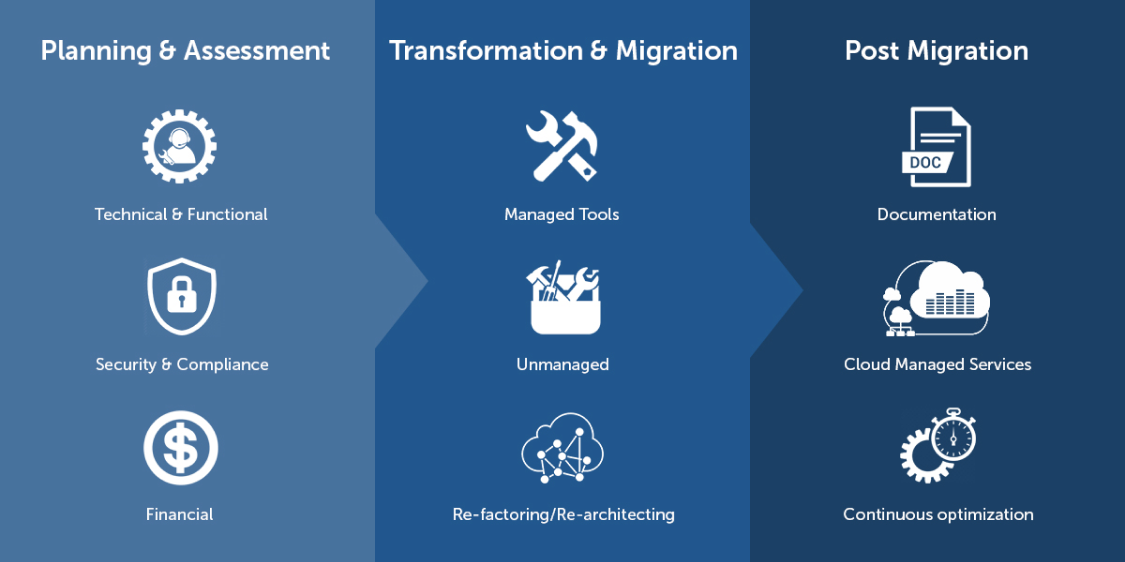 Planning & Assessment
Technical & Functional
Security & Compliance
Financial
Transformation & Migration
Managed Tools
Unmanaged
Re-factoring/Re-architecting
Post Migration
DOC
Documentation
Cloud Managed Services
Continuous optimization